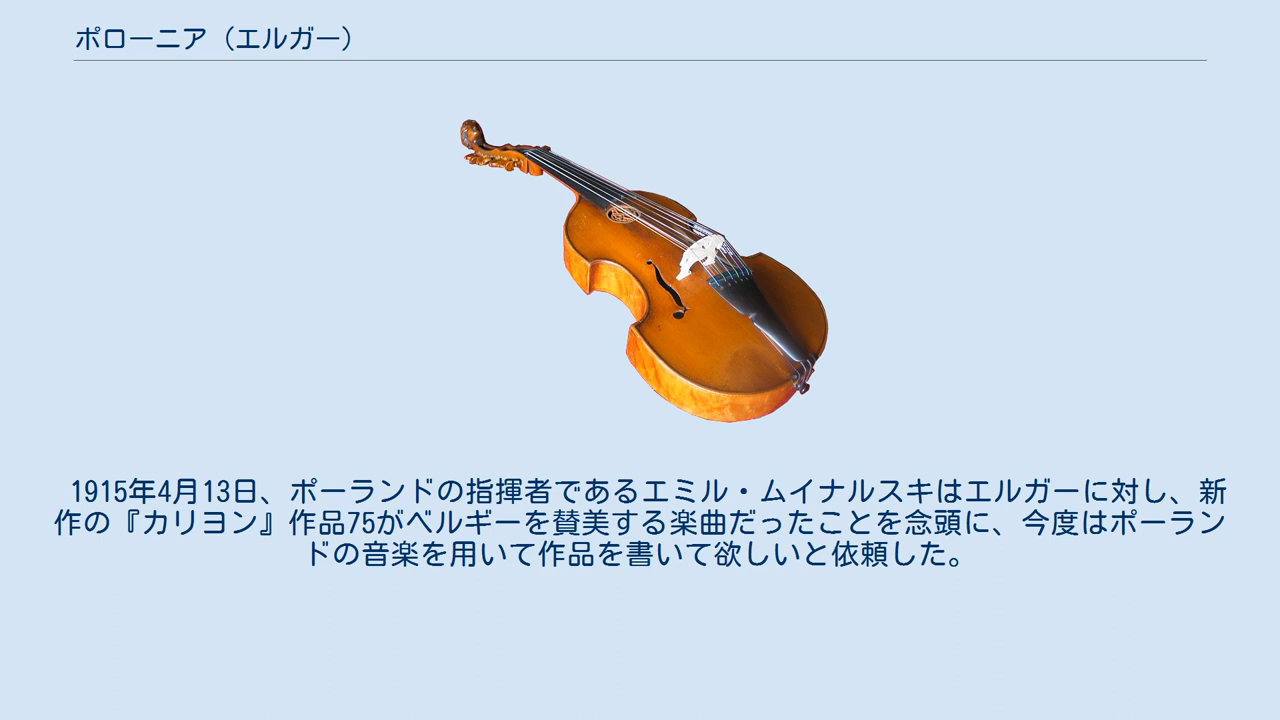 ポローニア（エルガー）
1915年4月13日、ポーランドの指揮者であるエミル・ムイナルスキはエルガーに対し、新
作の『カリヨン』作品75がベルギーを賛美する楽曲だったことを念頭に、今度はポーラン
ドの音楽を用いて作品を書いて欲しいと依頼した。